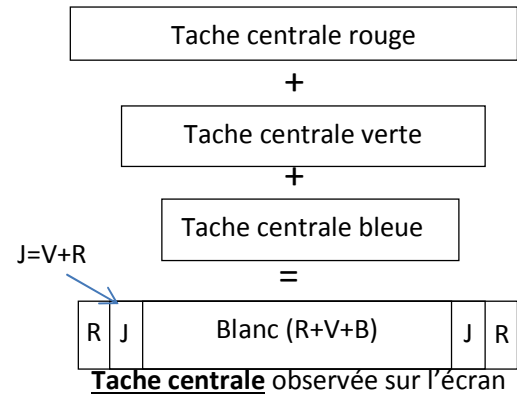 Tache centrale rouge
+
Tache centrale verte
+
Tache centrale bleue
J=V+R
=
R J Blanc (R+V+B) J R
Tache centrale observée sur l’écran